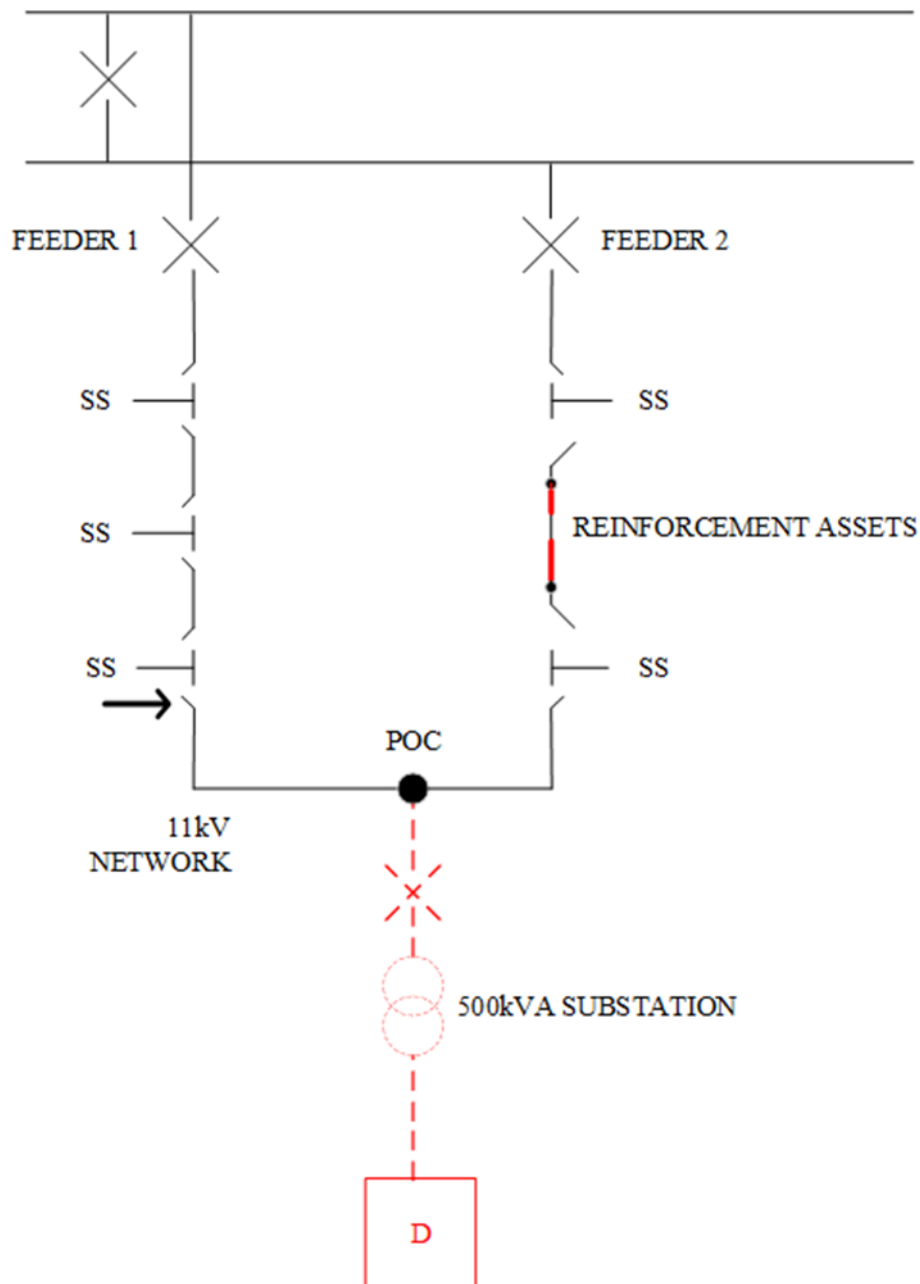 FEEDER 1
FEEDER 2
SS
SS
REINFORCEMENT ASSETS
SS
SS
SS
POC
11kV
NETWORK
500kVA SUBSTATION
D